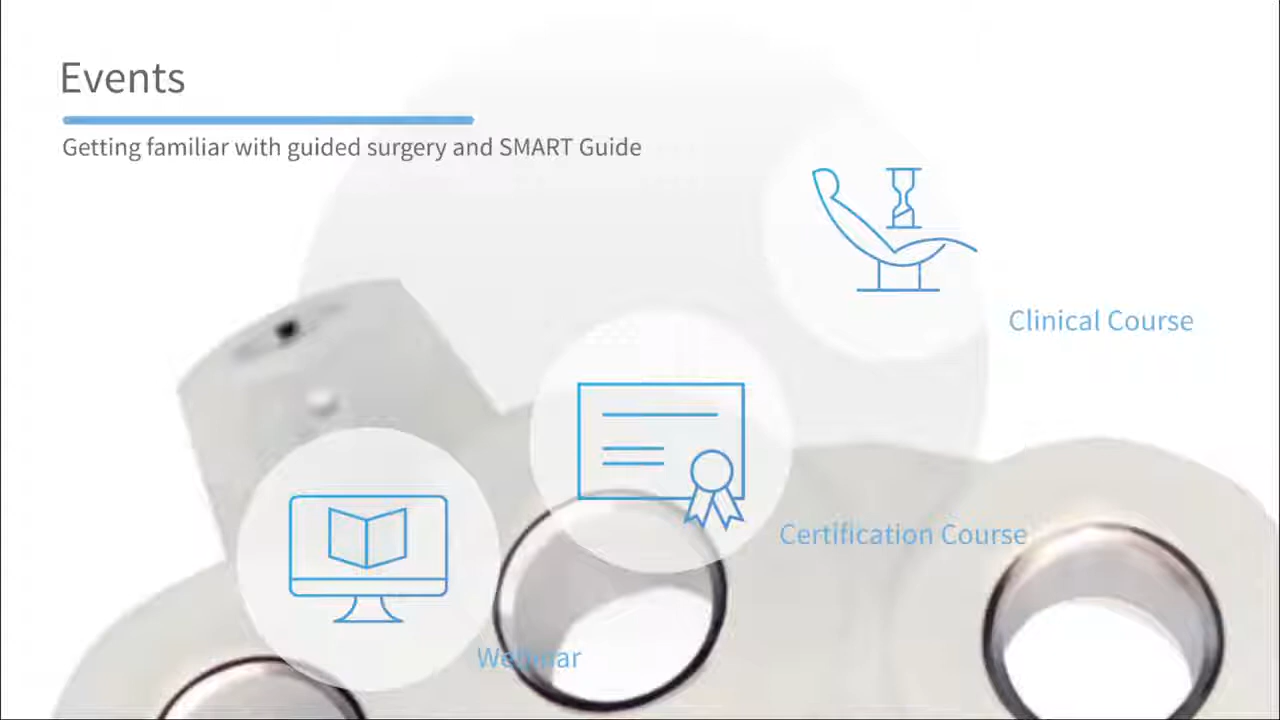 Events
Getting familiar with guided surgery and SMART Guide
Clinical Course
Certification Course
Webinar